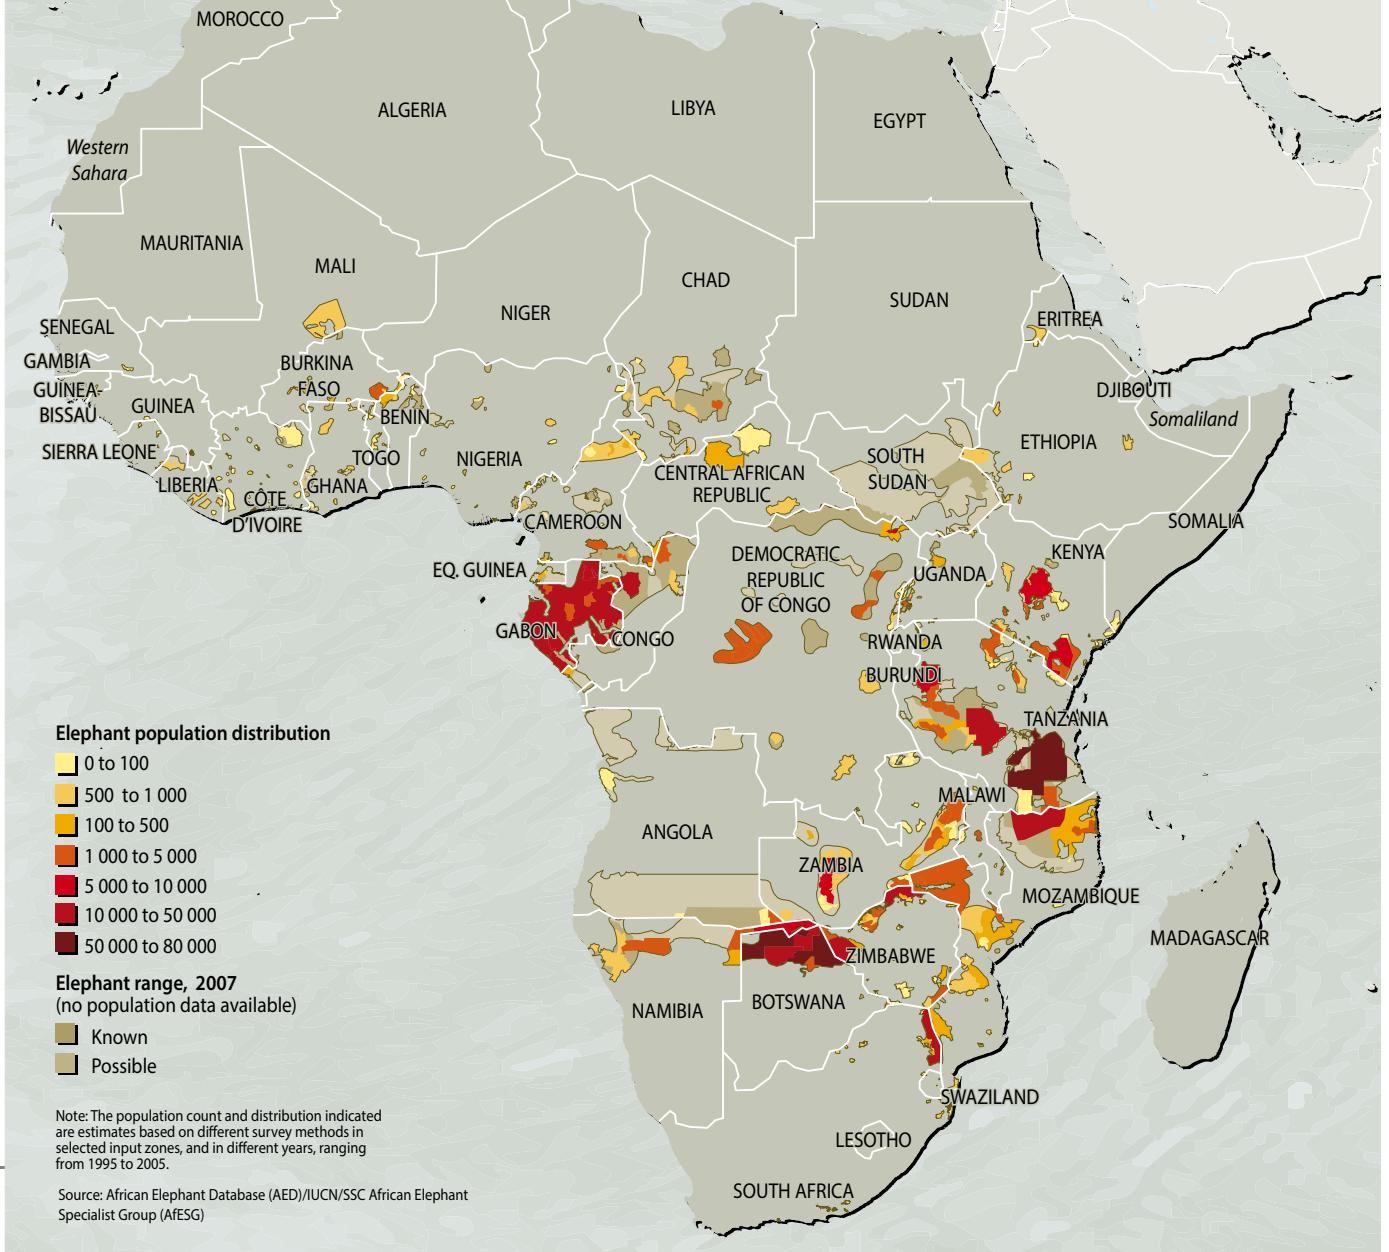 MOROCCO
ALGERIA
LIBYA
EGYPT
Western
Sahara
MAURITANIA
MALI
NIGER
CHAD
SUDAN
ERITREA
SENEGAL
GAMBIA
GUINEA-
BISSAU
GUINEA
SIERRA LEONE
LIBERIA
CÔTE
D'IVOIRE
BURKINA
FASO
GHANA
TOGO
BENIN
NIGERIA
CAMEROON
CENTRAL AFRICAN
REPUBLIC
SOUTH
SUDAN
ETHIOPIA
DJIBOUTI
Somaliland
SOMALIA
EQ. GUINEA
GABON
CONGO
DEMOCRATIC
REPUBLIC
OF CONGO
UGANDA
KENYA
RWANDA
BURUNDI
TANZANIA
MALAWI
ANGOLA
ZAMBIA
MOZAMBIQUE
MADAGASCAR
ZIMBABWE
NAMIBIA
BOTSWANA
SWAZILAND
LESOTHO
SOUTH AFRICA
Elephant population distribution
0 to 100
500 to 1 000
100 to 500
1 000 to 5 000
5 000 to 10 000
10 000 to 50 000
50 000 to 80 000
Elephant range, 2007
(no population data available)
Known
Possible
Note: The population count and distribution indicated
are estimates based on different survey methods in
selected input zones, and in different years, ranging
from 1995 to 2005.
Source: African Elephant Database (AED)/IUCN/SSC African Elephant
Specialist Group (AfESG)